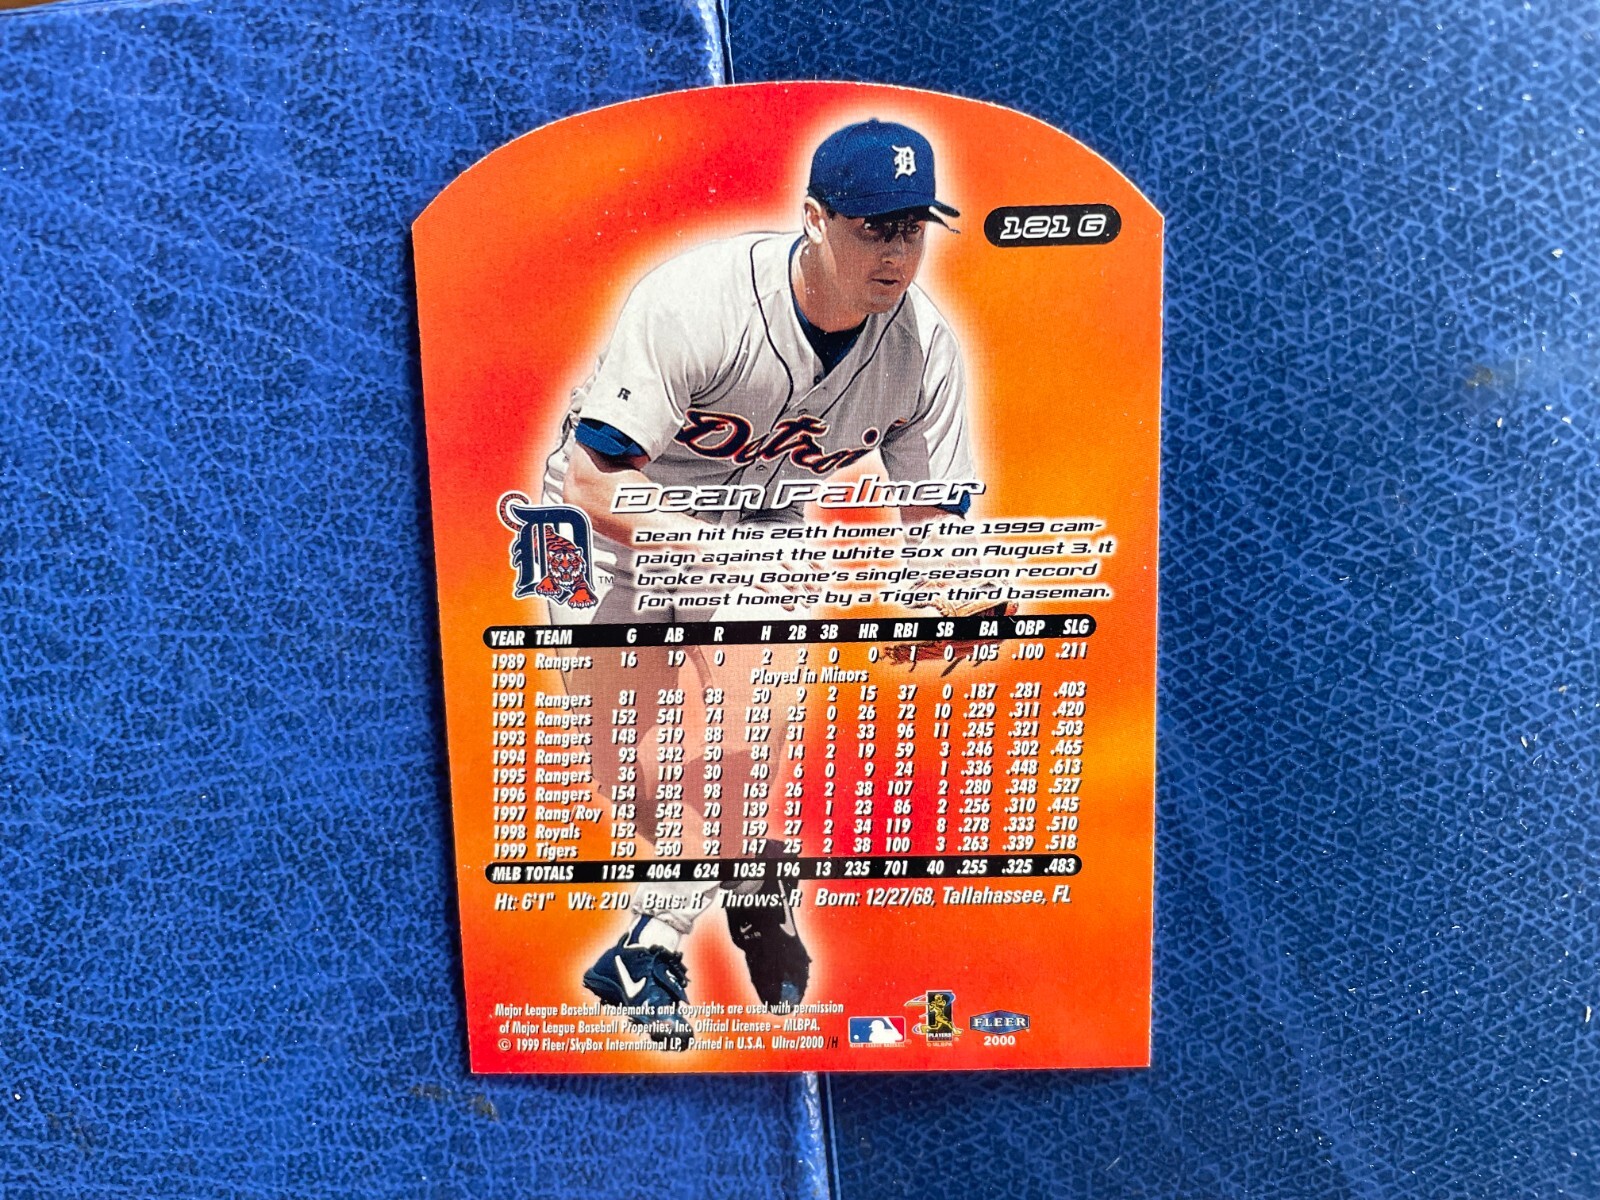 121 G
Detroit
Dean Palmer
Dean hit his 26th homer of the 1999 cam-
paign against the White Sox on August 3. It
broke Ray Boone's single-season record
for most homers by a Tiger third baseman.
TM
YEAR TEAM G AB R H 2B 3B HR RBI SB BA OBP SLG
1989 Rangers 16 19 0 2 2 0 0 1 0 .105 .100 .211
1990 Played in Minors
1991 Rangers 81 268 38 50 9 2 15 37 0 .187 .281 .403
1992 Rangers 152 541 74 124 25 0 26 72 10 .229 .311 .420
1993 Rangers 148 519 88 127 31 2 33 96 11 .245 .321 .503
1994 Rangers 93 342 50 84 14 2 19 59 3 .246 .302 .465
1995 Rangers 36 119 30 40 6 0 9 24 1 .336 .448 .613
1996 Rangers 154 582 98 163 26 2 38 107 2 .280 .348 .527
1997 Rang/Roy 143 542 70 139 31 1 23 86 2 .256 .310 .445
1998 Royals 152 572 84 159 27 2 34 119 8 .278 .333 .510
1999 Tigers 150 560 92 147 25 2 38 100 3 .263 .339 .518
MLB TOTALS 1125 4064 624 1035 196 13 235 701 40 .255 .325 .483
Ht: 6'1" Wt: 210 Bats: R Throws: R Born: 12/27/68, Tallahassee, FL
Major League Baseball trademarks and copyrights are used with permission
of Major League Baseball Properties, Inc. Official Licensee – MLBPA.
© 1999 Fleer/SkyBox International LP, Printed in U.S.A. Ultra/2000 /H
PLAYERS
FLEER
2000